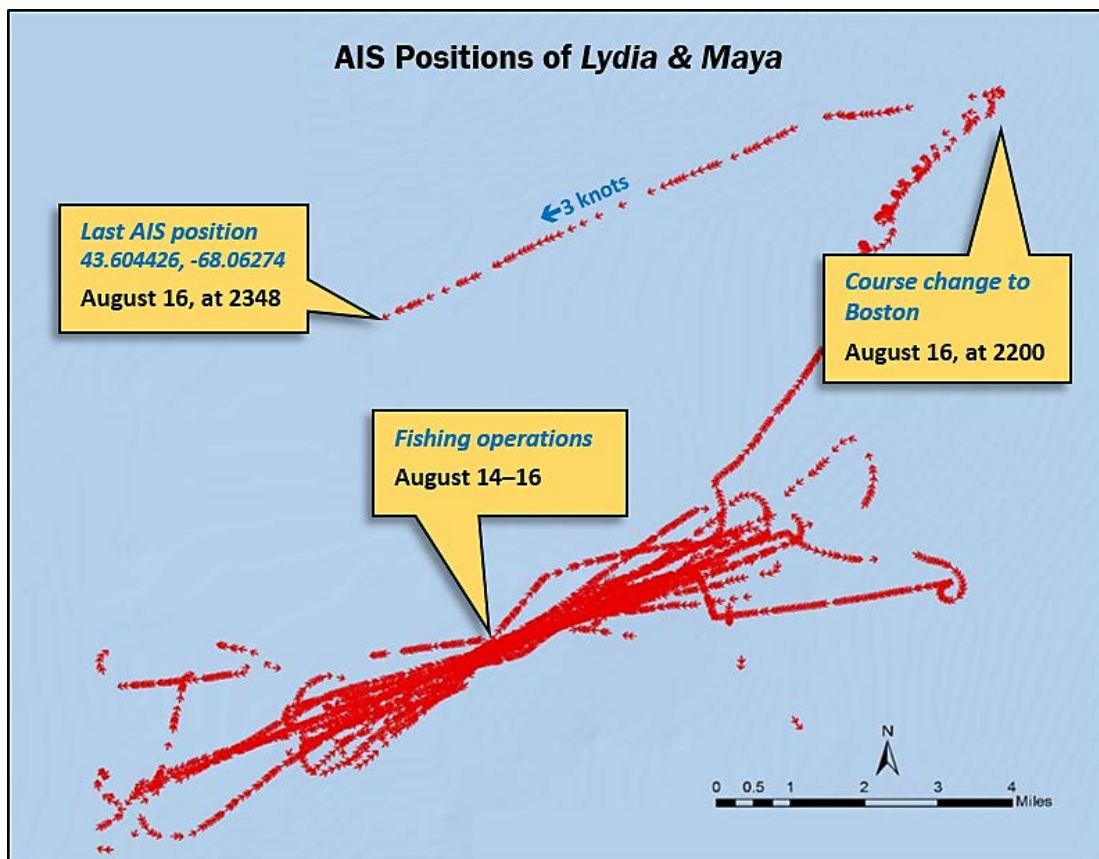 AIS Positions of Lydia & Maya
←3 knots
Last AIS position
43.604426, -68.06274
August 16, at 2348
Course change to
Boston
August 16, at 2200
Fishing operations
August 14–16
N
0 0.5 1 2 3 4
Miles